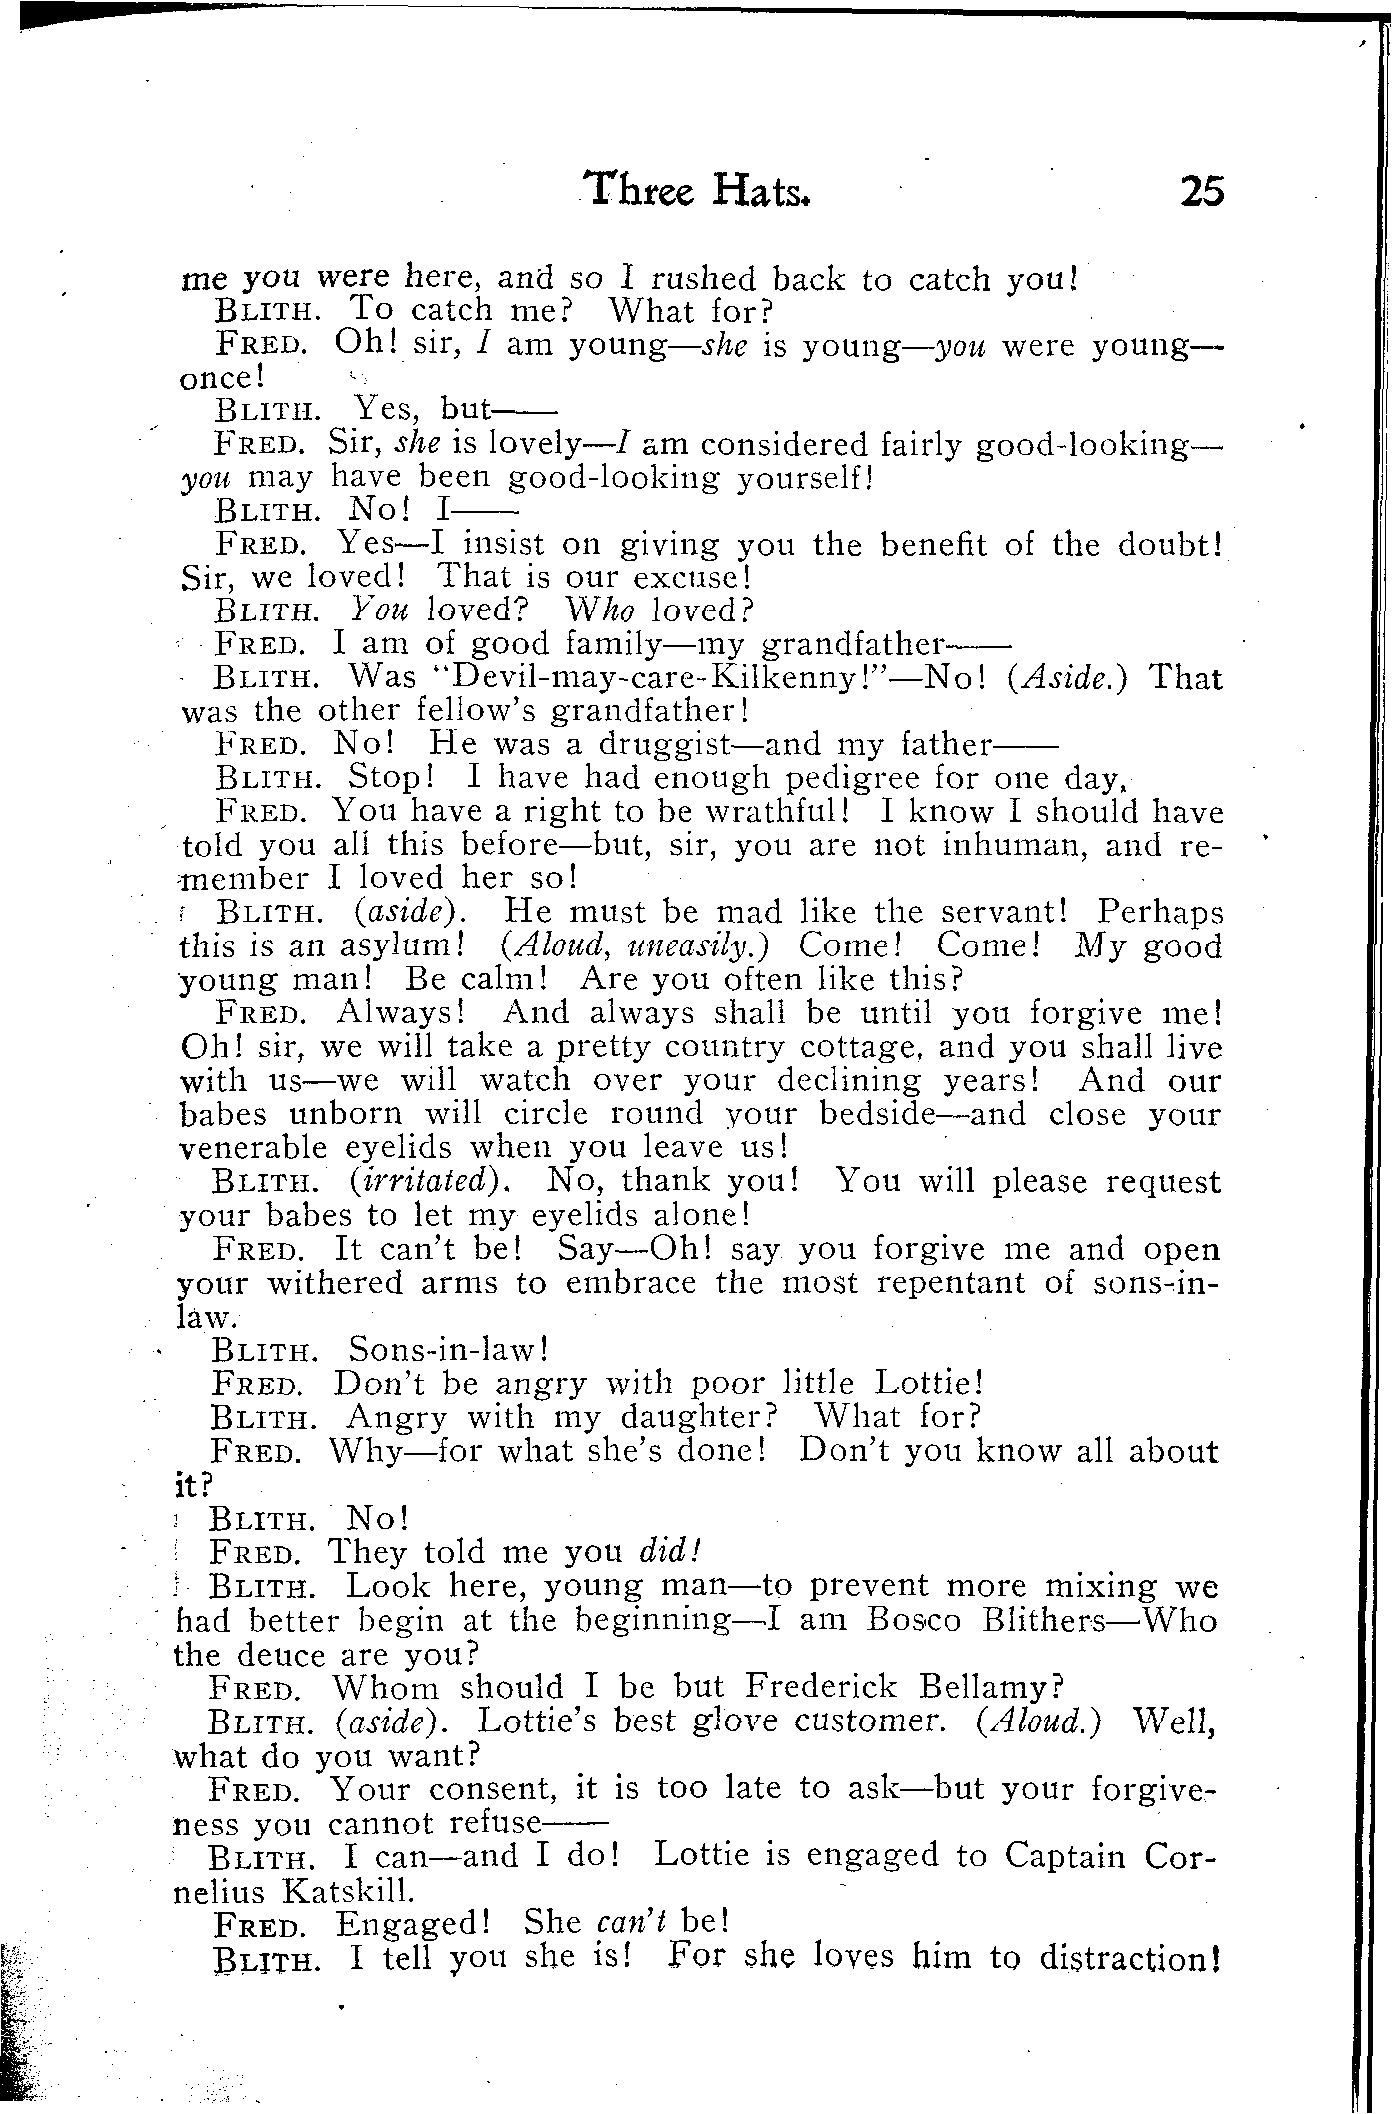 Three Hats. 25
me you were here, and so I rushed back to catch you!
BLITH. To catch me? What for?
FRED. Oh! sir, I am young—she is young—you were young—
once!
BLITH. Yes, but——
FRED. Sir, she is lovely—I am considered fairly good-looking—
you may have been good-looking yourself!
BLITH. No! I——
FRED. Yes—I insist on giving you the benefit of the doubt!
Sir, we loved! That is our excuse!
BLITH. You loved? Who loved?
FRED. I am of good family—my grandfather——
BLITH. Was "Devil-may-care-Kilkenny!"—No! (Aside.) That
was the other fellow's grandfather!
FRED. No! He was a druggist—and my father——
BLITH. Stop! I have had enough pedigree for one day.
FRED. You have a right to be wrathful! I know I should have
told you all this before—but, sir, you are not inhuman, and re-
member I loved her so!
BLITH. (aside). He must be mad like the servant! Perhaps
this is an asylum! (Aloud, uneasily.) Come! Come! My good
young man! Be calm! Are you often like this?
FRED. Always! And always shall be until you forgive me!
Oh! sir, we will take a pretty country cottage, and you shall live
with us—we will watch over your declining years! And our
babes unborn will circle round your bedside—and close your
venerable eyelids when you leave us!
BLITH. (irritated). No, thank you! You will please request
your babes to let my eyelids alone!
FRED. It can't be! Say—Oh! say you forgive me and open
your withered arms to embrace the most repentant of sons-in-
law.
BLITH. Sons-in-law!
FRED. Don't be angry with poor little Lottie!
BLITH. Angry with my daughter? What for?
FRED. Why—for what she's done! Don't you know all about
it?
BLITH. No!
FRED. They told me you did!
BLITH. Look here, young man—to prevent more mixing we
had better begin at the beginning—I am Bosco Blithers—Who
the deuce are you?
FRED. Whom should I be but Frederick Bellamy?
BLITH. (aside). Lottie's best glove customer. (Aloud.) Well,
what do you want?
FRED. Your consent, it is too late to ask—but your forgive-
ness you cannot refuse——
BLITH. I can—and I do! Lottie is engaged to Captain Cor-
nelius Katskill.
FRED. Engaged! She can't be!
BLITH. I tell you she is! For she loves him to distraction!